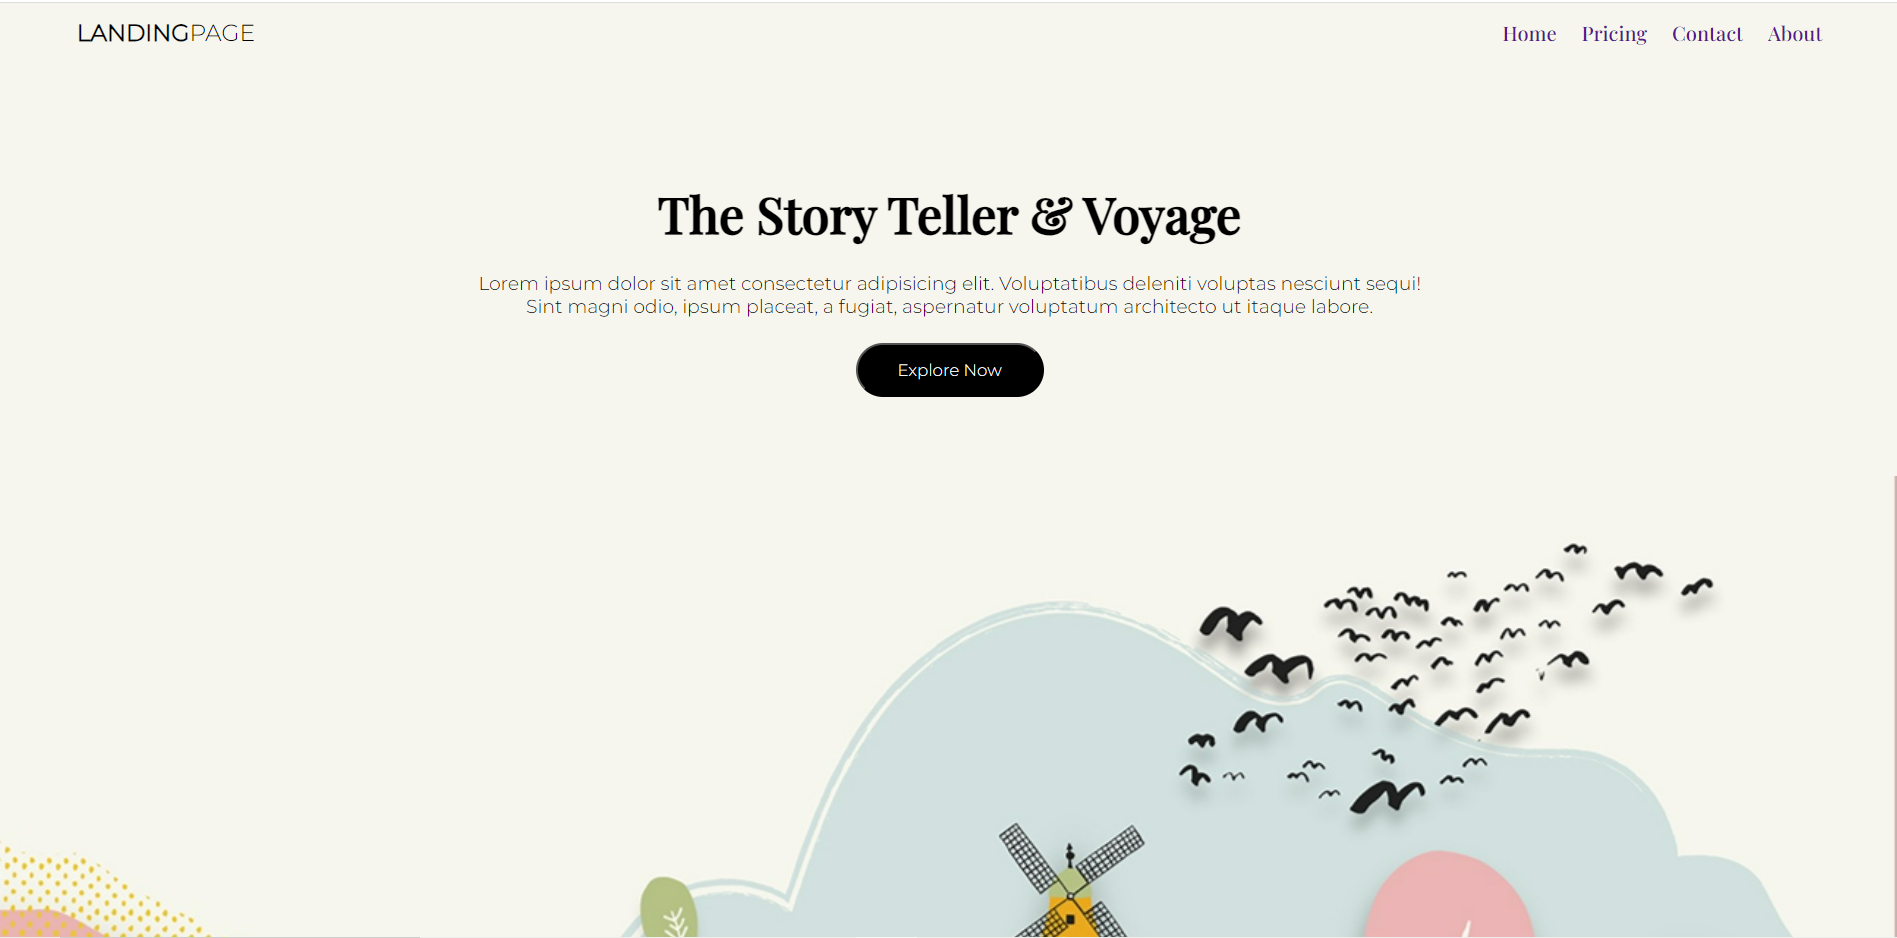 LANDINGPAGE
Home Pricing Contact About
The Story Teller & Voyage
Lorem ipsum dolor sit amet consectetur adipisicing elit. Voluptatibus deleniti voluptas nesciunt sequi!
Sint magni odio, ipsum placeat, a fugiat, aspernatur voluptatum architecto ut itaque labore.
Explore Now